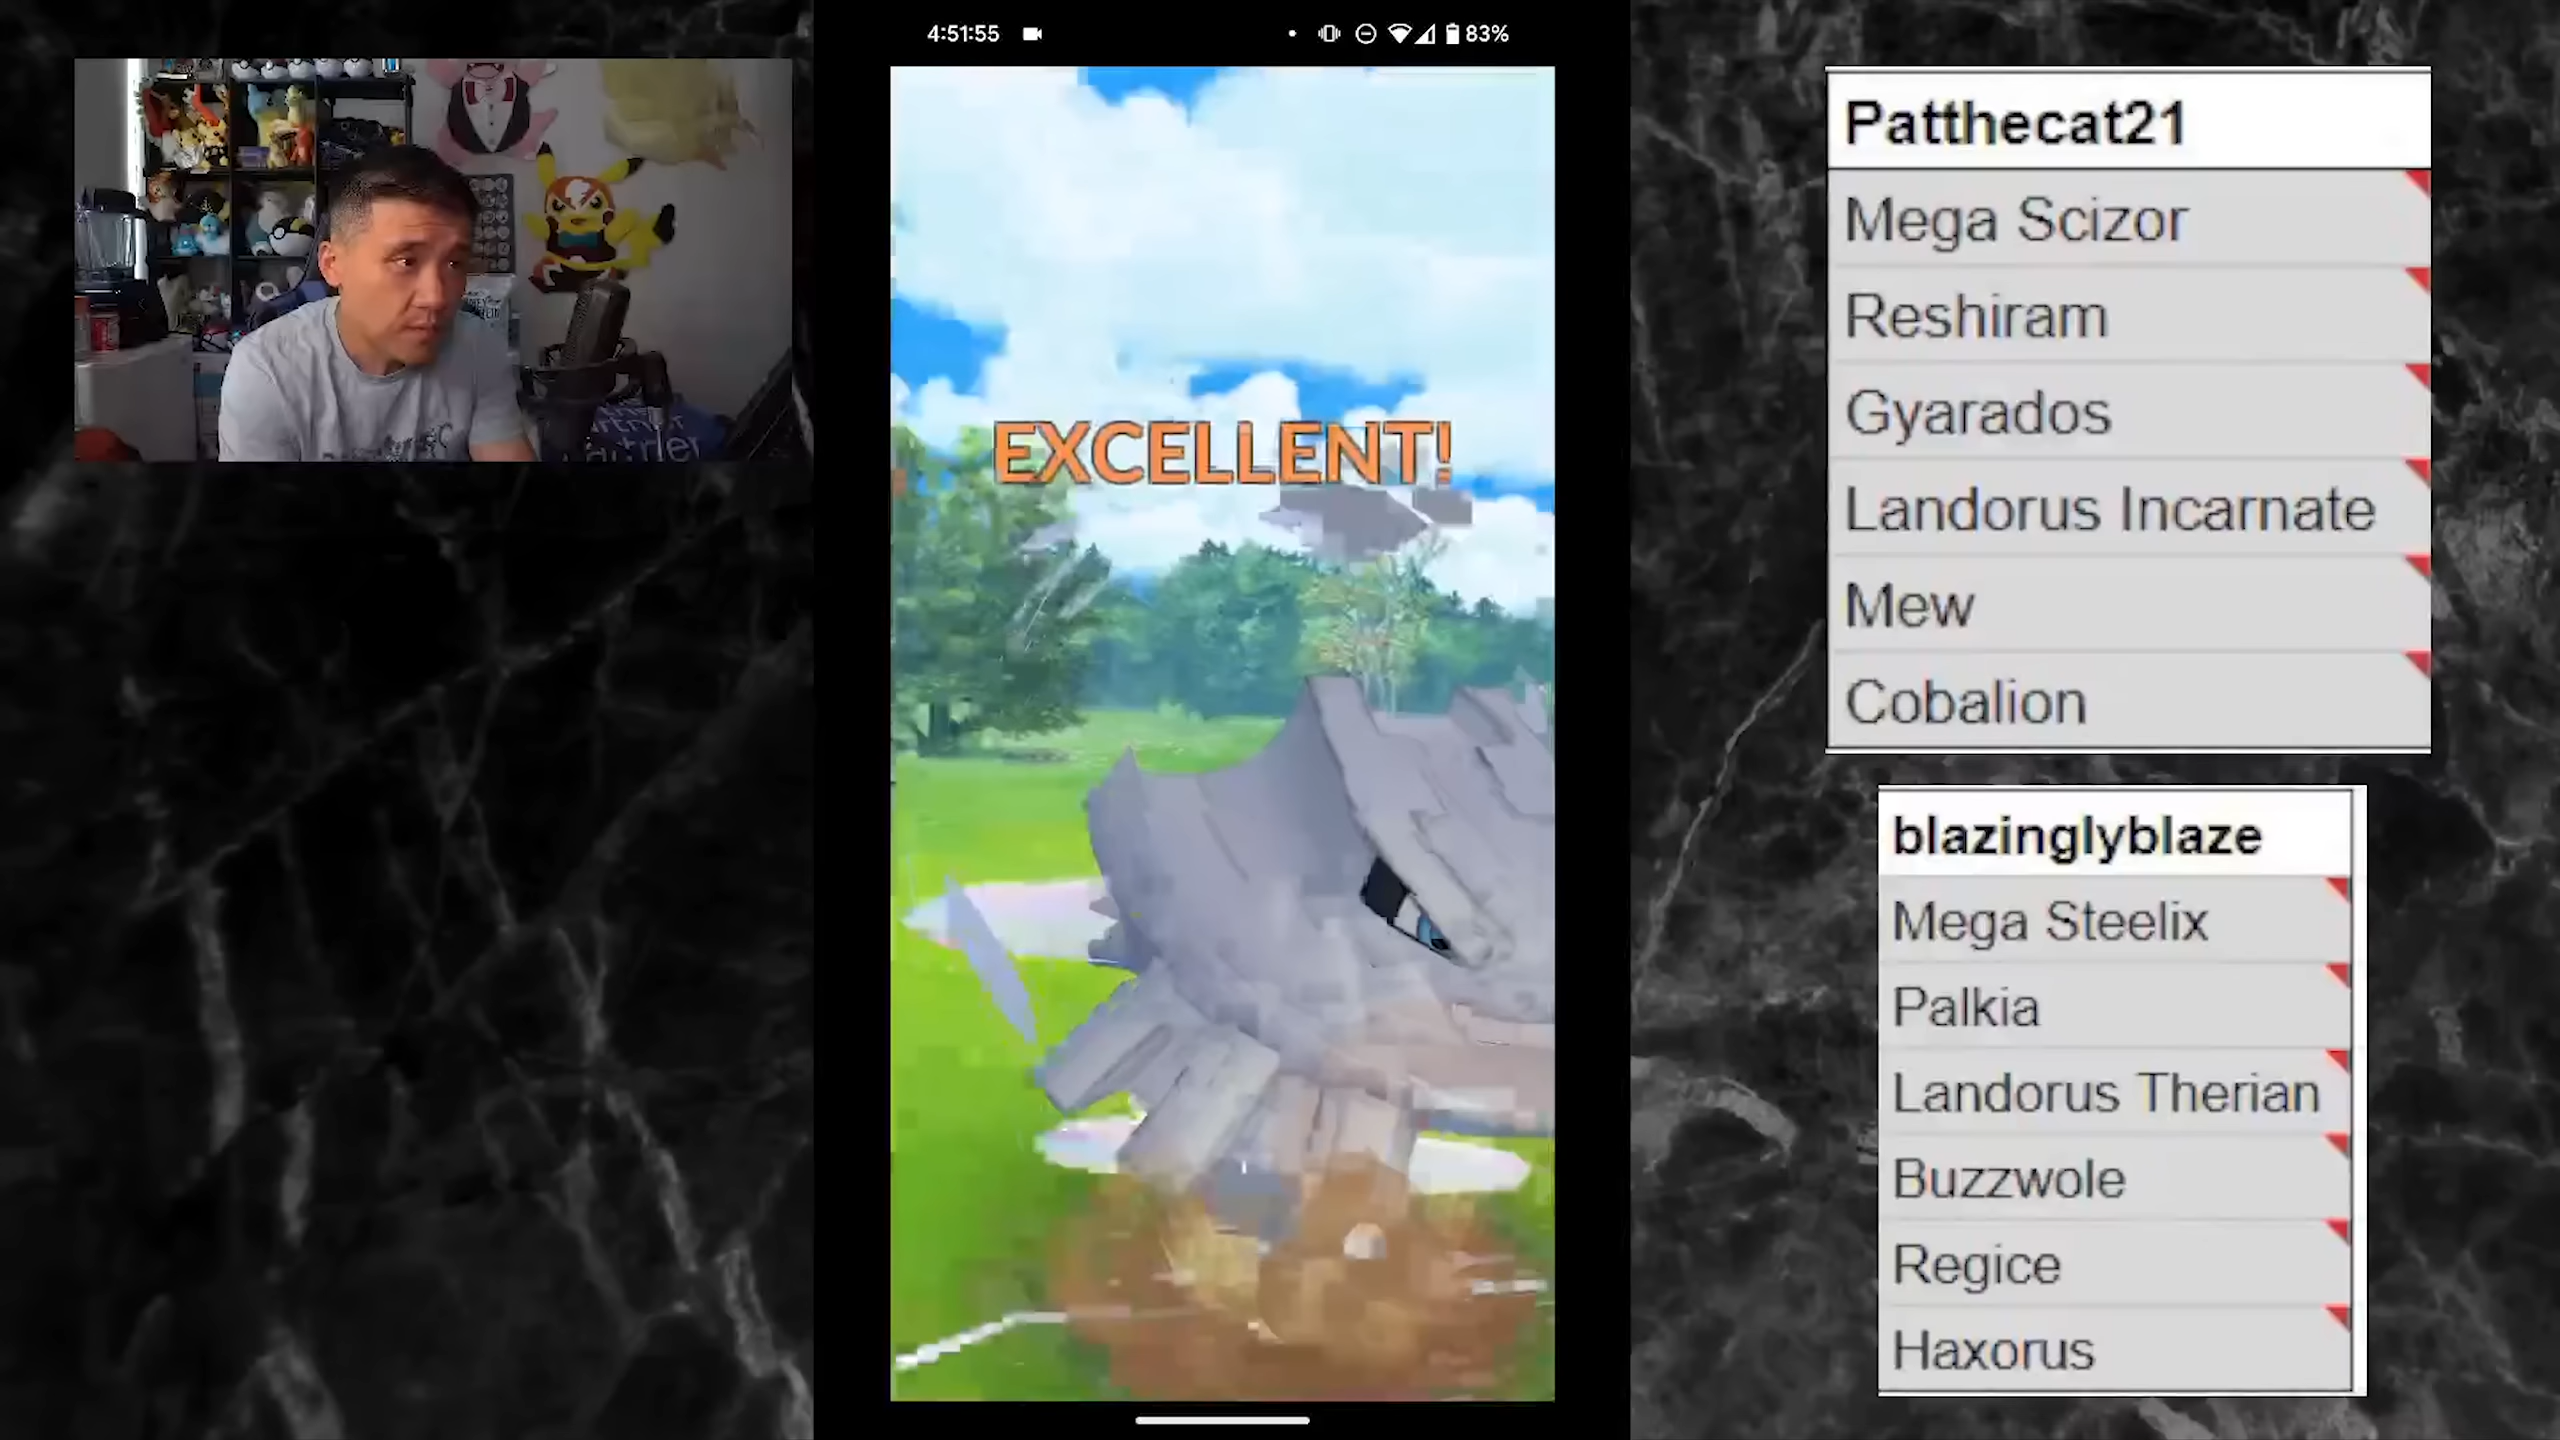 4:51:55
83%
EXCELLENT!
Patthecat21
Mega Scizor
Reshiram
Gyarados
Landorus Incarnate
Mew
Cobalion
blazinglyblaze
Mega Steelix
Palkia
Landorus Therian
Buzzwole
Regice
Haxorus